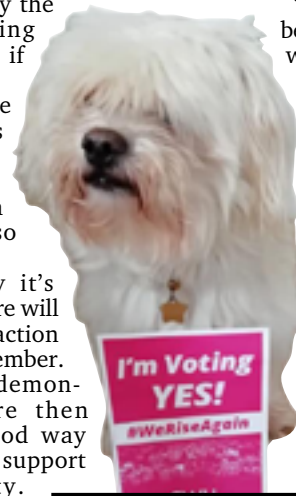 y the
ing
if
be
w
e
s
n
so
y it's
re will
action
ember.
demon-
re then
od way
support
ty.
I'm Voting
YES!
#WeRiseAgain